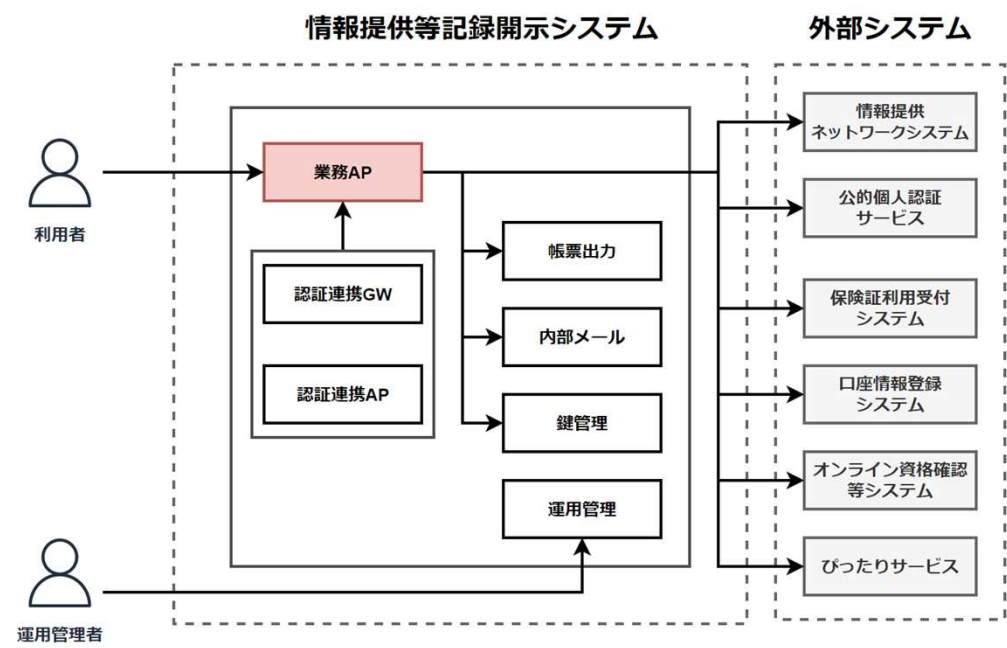 情報提供等記録開示システム
外部システム
情報提供
ネットワークシステム
業務AP
公的個人認証
サービス
利用者
帳票出力
認証連携GW
保険証利用受付
システム
内部メール
認証連携AP
口座情報登録
システム
鍵管理
オンライン資格確認
等システム
運用管理
ぴったりサービス
運用管理者